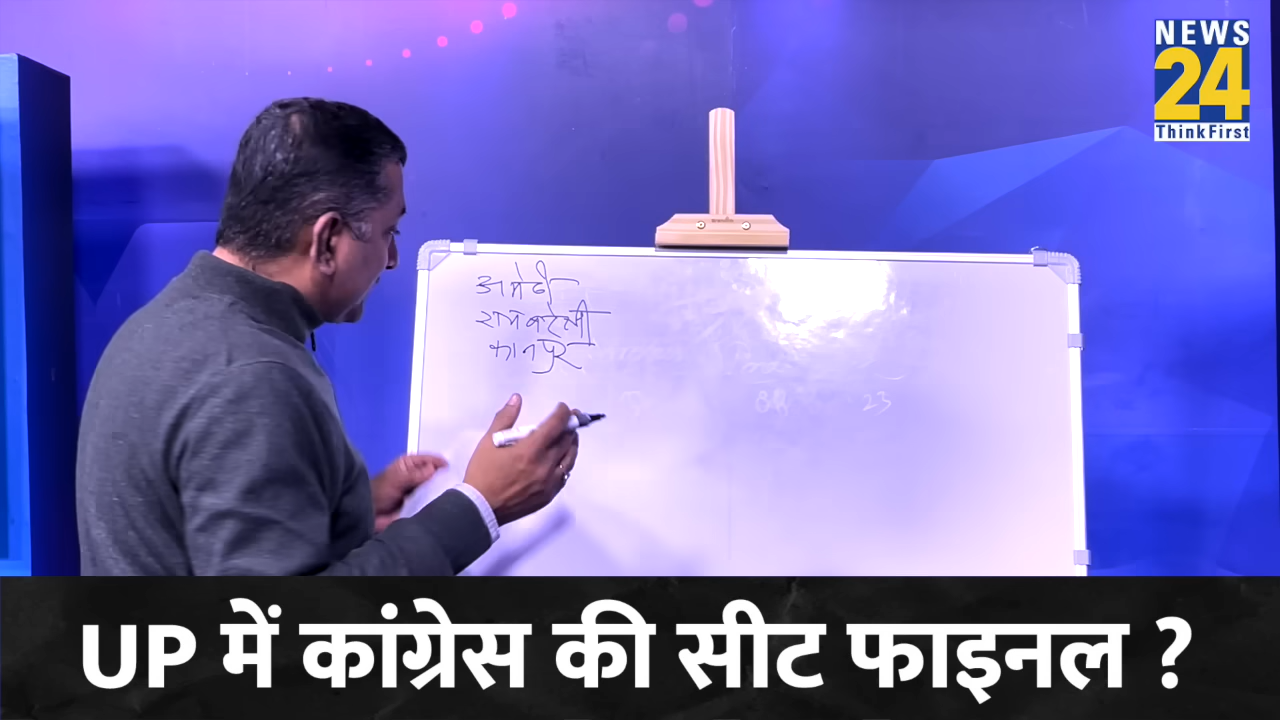 NEWS
24
ThinkFirst
अमेठी
रायबरेली
कानपुर
23
UP में कांग्रेस की सीट फाइनल ?